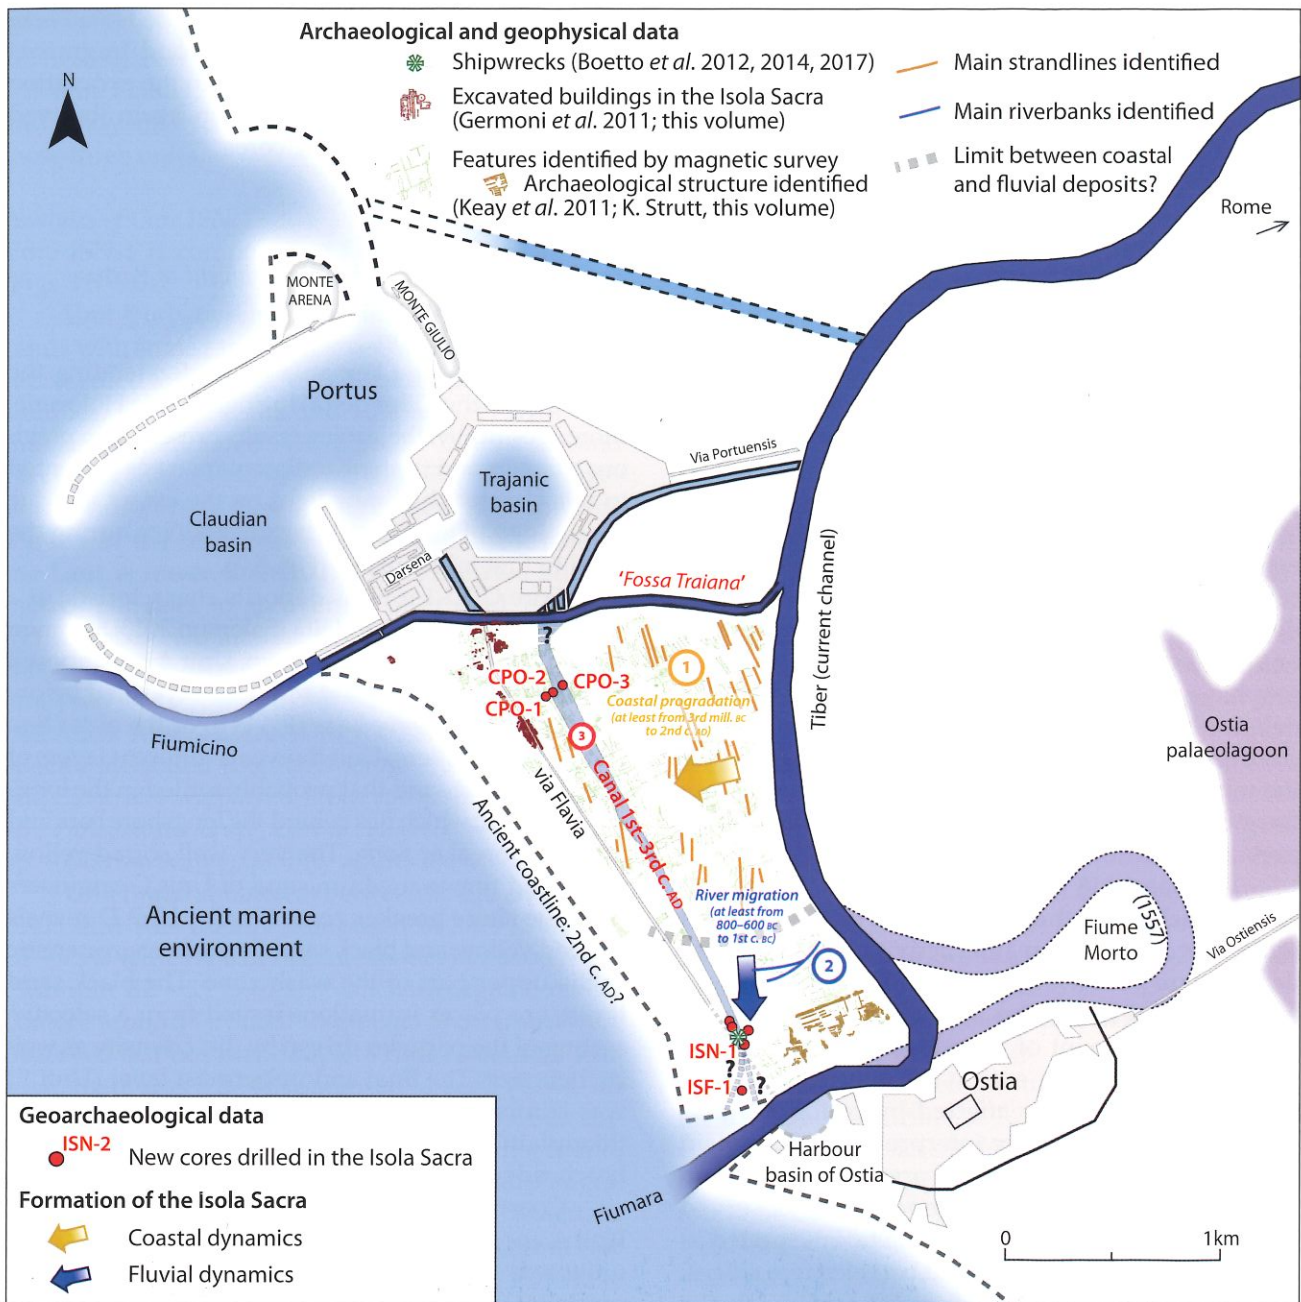 Archaeological and geophysical data
Shipwrecks (Boetto et al. 2012, 2014, 2017)
Excavated buildings in the Isola Sacra
(Germoni et al. 2011; this volume)
Features identified by magnetic survey
Archaeological structure identified
(Keay et al. 2011; K. Strutt, this volume)
Main strandlines identified
Main riverbanks identified
Limit between coastal
and fluvial deposits?
N
Rome
MONTE
ARENA
MONTE GIULIO
Portus
Via Portuensis
Trajanic
basin
Claudian
basin
Darsena
'Fossa Traiana'
Tiber (current channel)
?
1
CPO-2
CPO-3
CPO-1
Coastal progradation
(at least from 3rd mill. BC
to 2nd c. AD)
3
Fiumicino
Ostia
palaeolagoon
via Flavia
Canal 1st–3rd c. AD
Ancient coastline: 2nd c. AD?
River migration
(at least from
800–600 BC
to 1st c. BC)
2
Ancient marine
environment
Fiume
Morto
(1557)
Via Ostiensis
ISN-1
?
ISF-1
?
Ostia
Harbour
basin of Ostia
Fiumara
Geoarchaeological data
ISN-2
New cores drilled in the Isola Sacra
Formation of the Isola Sacra
Coastal dynamics
Fluvial dynamics
0
1km